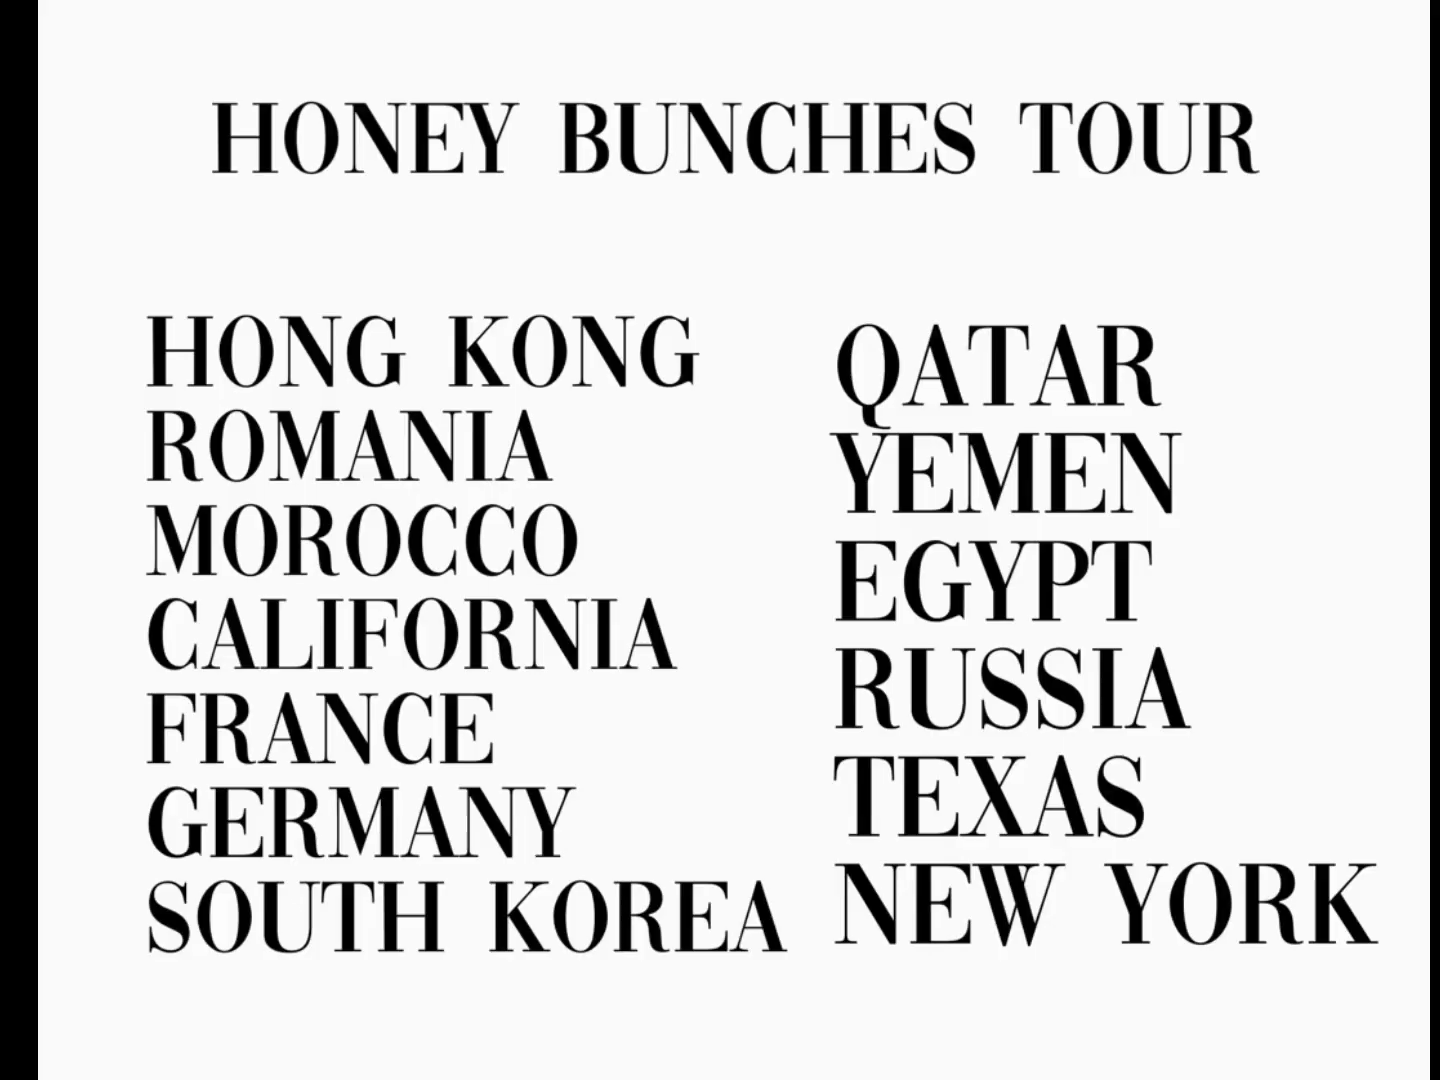 HONEY BUNCHES TOUR
HONG KONG
ROMANIA
MOROCCO
CALIFORNIA
FRANCE
GERMANY
SOUTH KOREA
QATAR
YEMEN
EGYPT
RUSSIA
TEXAS
NEW YORK